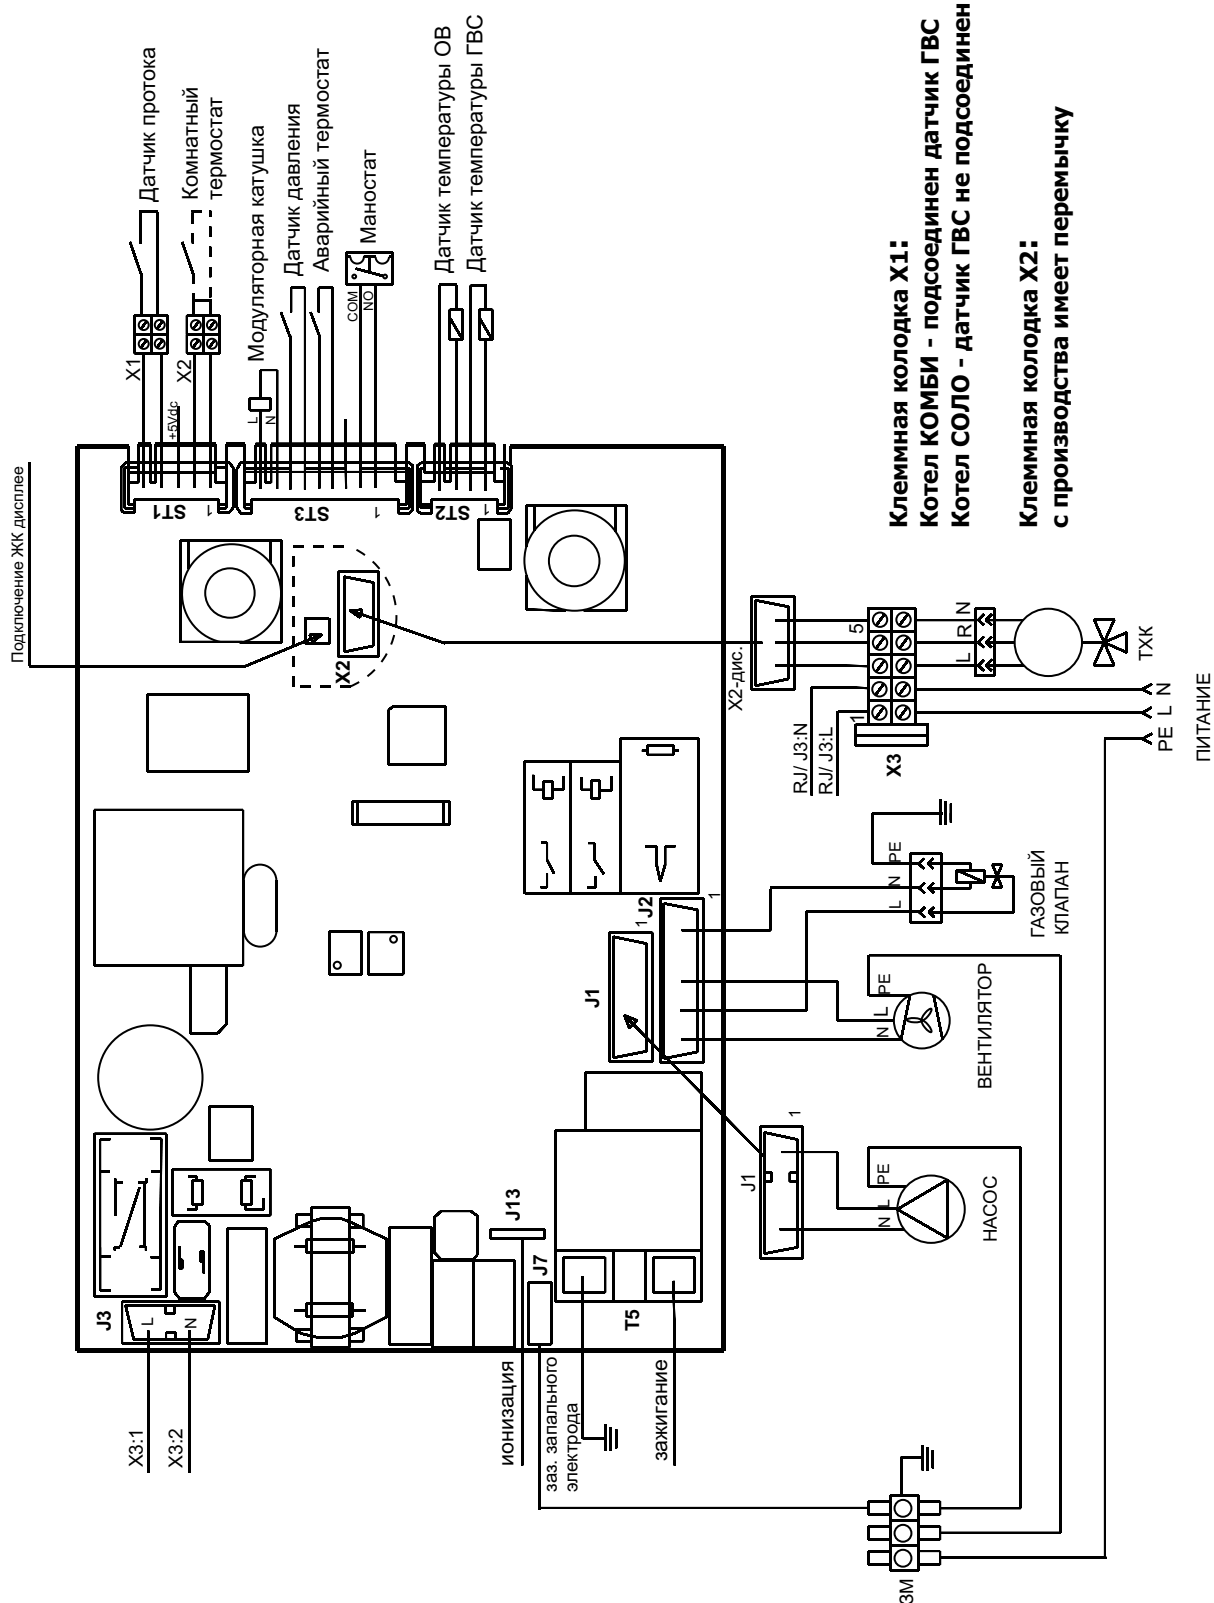 Подключение ЖК дисплее
X1
Датчик протока
+5Vdc
X2
Комнатный
термостат
Модуляторная катушка
L
N
Датчик давления
Аварийный термостат
COM
NO
Маностат
Датчик температуры ОВ
Датчик температуры ГВС
ST1
1
ST3
1
ST2
1
X2
Клеммная колодка X1:
Котел КОМБИ - подсоединен датчик ГВС
Котел СОЛО - датчик ГВС не подсоединен
Клеммная колодка X2:
с производства имеет перемычку
X2-дис.
RJ/ J3:N
RJ/ J3:L
5
1
X3
L
R
N
ТХК
PE
L
N
ПИТАНИЕ
J2
1
J1
1
L
N
PE
ГАЗОВЫЙ
КЛАПАН
N
L
PE
ВЕНТИЛЯТОР
J1
1
N
L
PE
НАСОС
J3
L
N
X3:1
X3:2
J13
J7
T5
ионизация
заз. запального
электрода
зажигание
3M